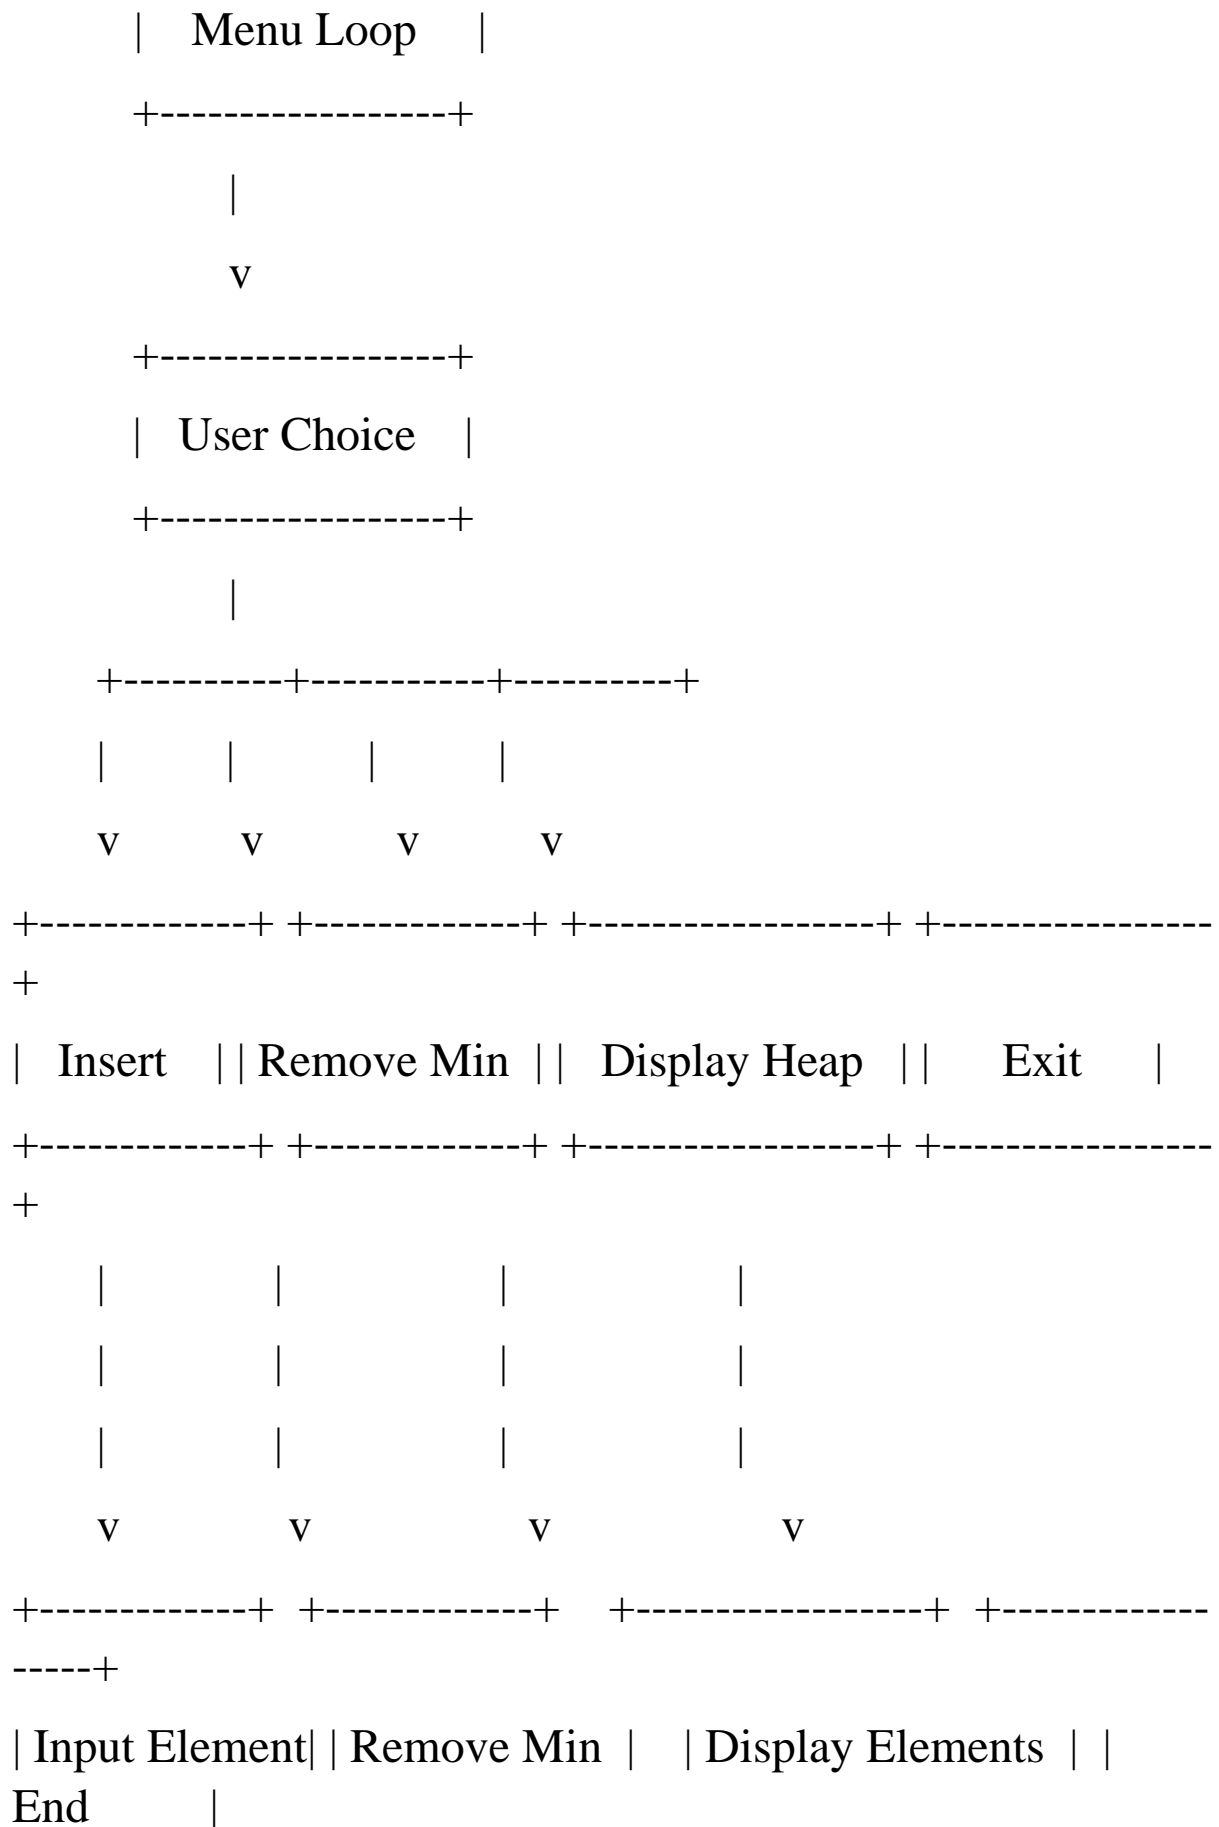 |    Menu Loop     |
+------------------+
|
v
+------------------+
|   User Choice    |
+------------------+
|
+----------+-----------+----------+
|          |           |          |
v          v           v          v
+-------------+ +-------------+ +------------------+ +-----------------
+
|   Insert    | | Remove Min  | |   Display Heap   | |      Exit      |
+-------------+ +-------------+ +------------------+ +-----------------
+
|              |                  |                   |
|              |                  |                   |
|              |                  |                   |
v              v                  v                   v
+-------------+  +-------------+    +------------------+  +-------------
-----+
| Input Element| | Remove Min  |    | Display Elements  |  |
End          |